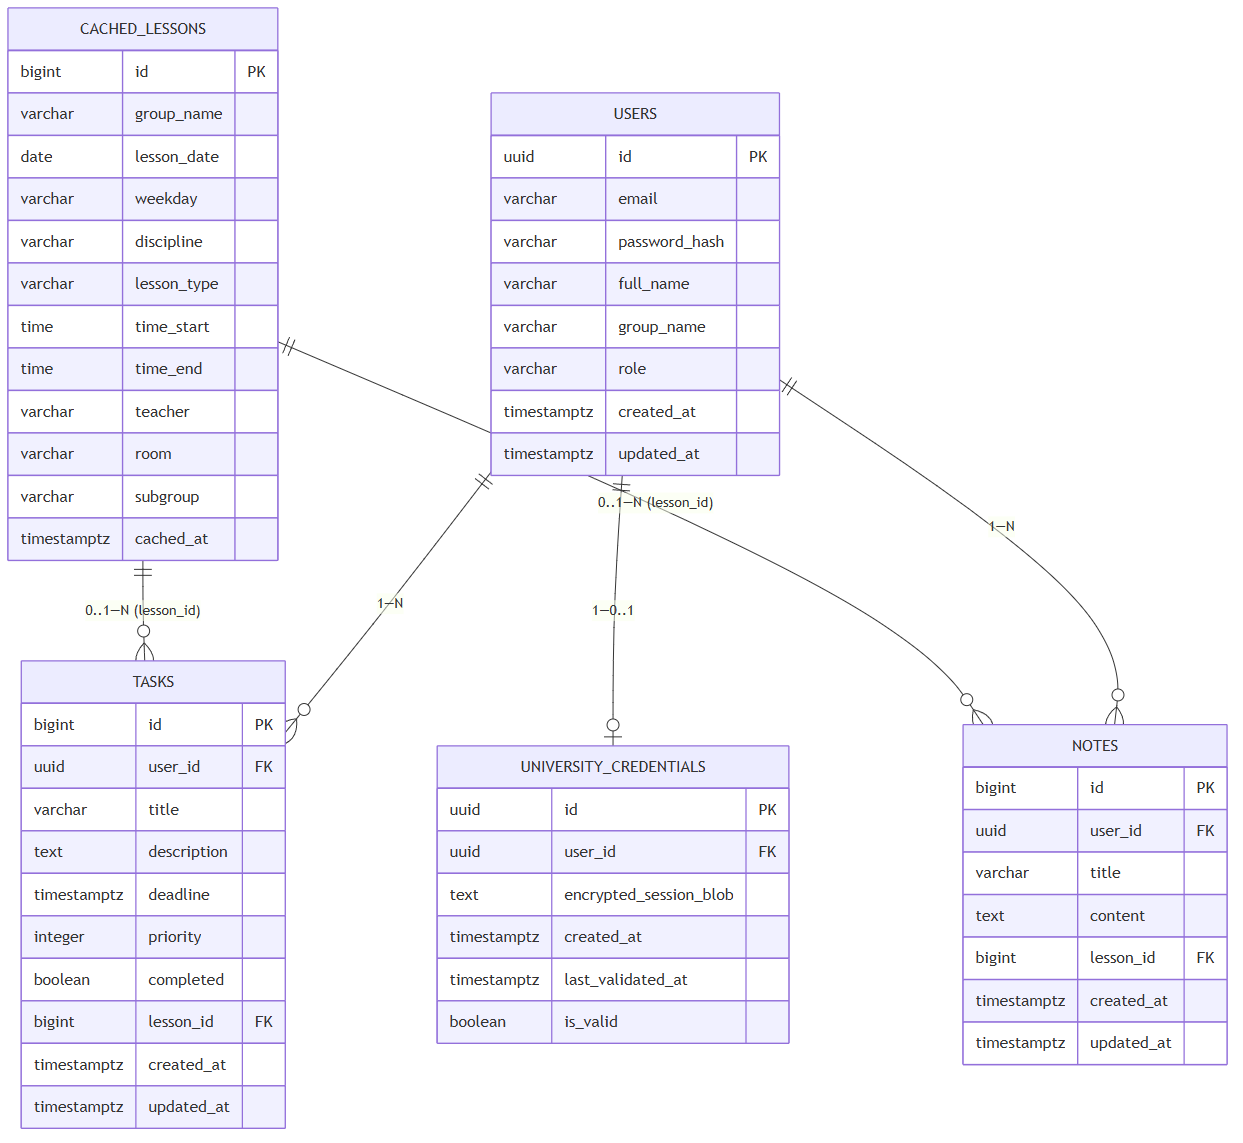 CACHED_LESSONS
bigint id PK
varchar group_name
date lesson_date
varchar weekday
varchar discipline
varchar lesson_type
time time_start
time time_end
varchar teacher
varchar room
varchar subgroup
timestamptz cached_at
USERS
uuid id PK
varchar email
varchar password_hash
varchar full_name
varchar group_name
varchar role
timestamptz created_at
timestamptz updated_at
0..1—N (lesson_id)
1—N
1—N
0..1—N (lesson_id)
1—0..1
TASKS
bigint id PK
uuid user_id FK
varchar title
text description
timestamptz deadline
integer priority
boolean completed
bigint lesson_id FK
timestamptz created_at
timestamptz updated_at
UNIVERSITY_CREDENTIALS
uuid id PK
uuid user_id FK
text encrypted_session_blob
timestamptz created_at
timestamptz last_validated_at
boolean is_valid
NOTES
bigint id PK
uuid user_id FK
varchar title
text content
bigint lesson_id FK
timestamptz created_at
timestamptz updated_at